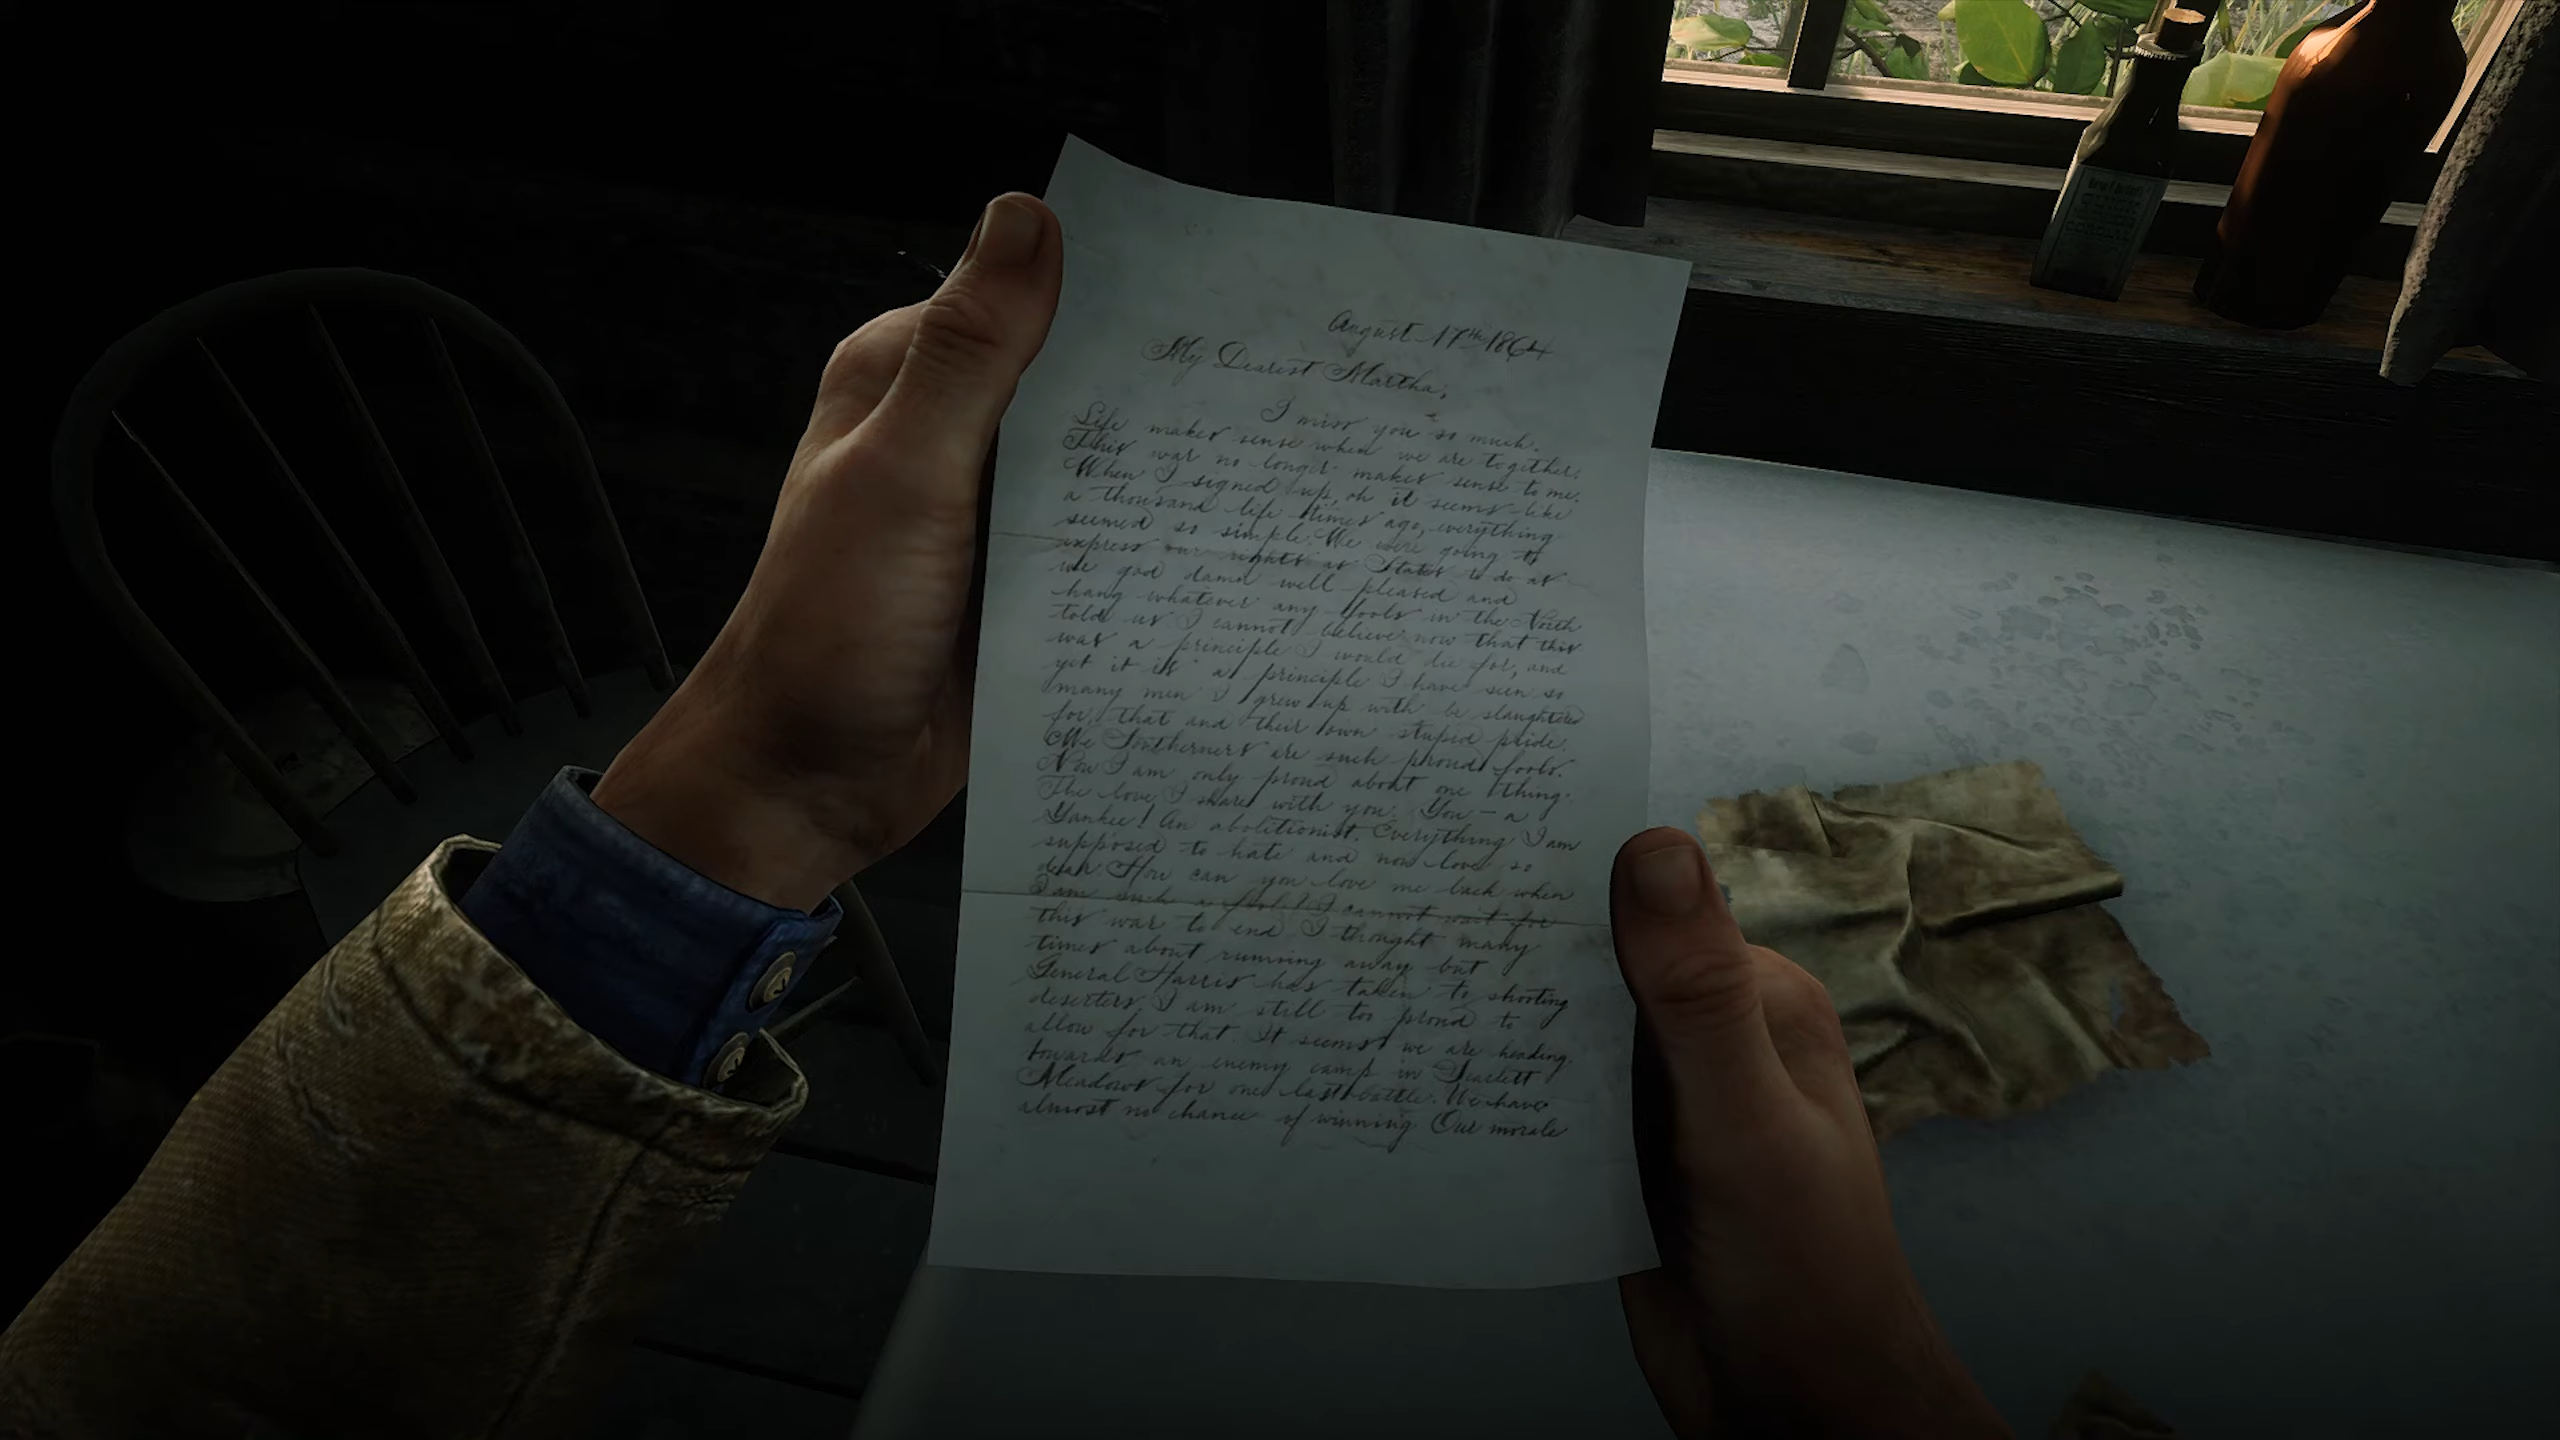 August 17th 1864
My Dearest Martha,
I miss you so much.
Life makes sense when we are together.
This war no longer makes sense to me.
When I signed up, oh it seems like
a thousand life times ago, everything
seemed so simple. We were going to
express our rights as States to do as
we god damn well pleased and
hang whatever any fools in the North
told us. I cannot believe now that this
was a principle I would die for, and
yet it is a principle I have seen so
many men I grew up with be slaughtered
for, that and their own stupid pride.
We Southerners are such proud fools.
Now I am only proud about one thing.
The love I share with you. You - a
Yankee! An abolitionist. Everything I am
supposed to hate and now love so
dear. How can you love me back when
I am such a fool! I cannot wait for
this war to end. I thought many
times about running away but
General Harris has taken to shooting
deserters. I am still too proud to
allow for that. It seems we are heading
towards an enemy camp in Scarlett
Meadows for one last battle. We have
almost no chance of winning. Our morale